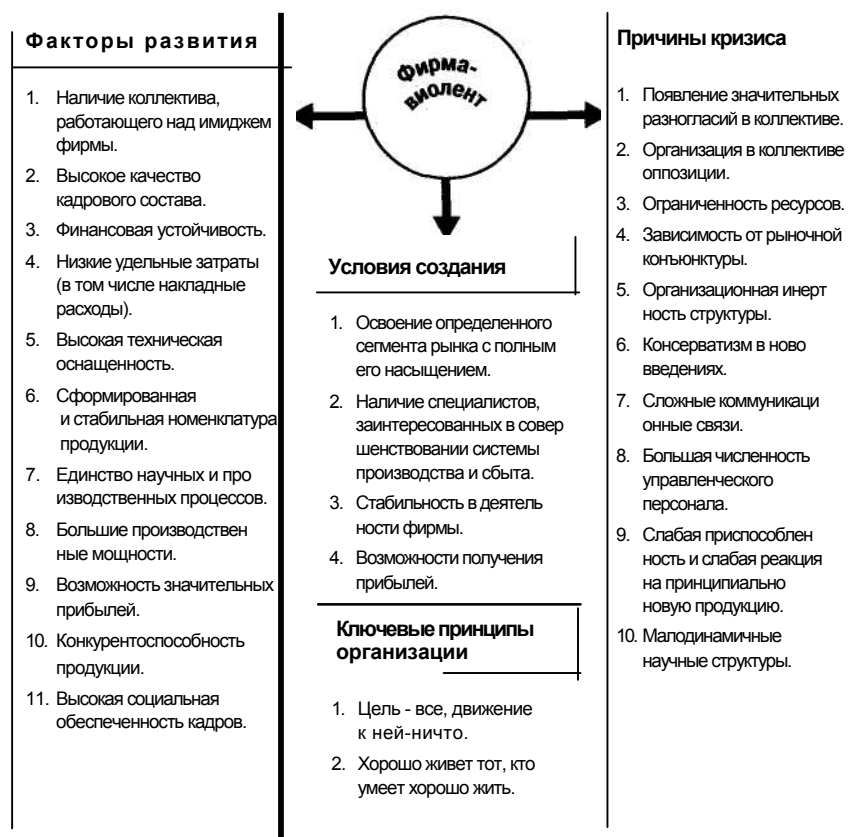 Факторы развития
1. Наличие коллектива,
работающего над имиджем
фирмы.
2. Высокое качество
кадрового состава.
3. Финансовая устойчивость.
4. Низкие удельные затраты
(в том числе накладные
расходы).
5. Высокая техническая
оснащенность.
6. Сформированная
и стабильная номенклатура
продукции.
7. Единство научных и про
изводственных процессов.
8. Большие производствен
ные мощности.
9. Возможность значительных
прибылей.
10. Конкурентоспособность
продукции.
11. Высокая социальная
обеспеченность кадров.
Фирма-
виолент
Условия создания
1. Освоение определенного
сегмента рынка с полным
его насыщением.
2. Наличие специалистов,
заинтересованных в совер
шенствовании системы
производства и сбыта.
3. Стабильность в деятель
ности фирмы.
4. Возможности получения
прибылей.
Ключевые принципы
организации
1. Цель - все, движение
к ней-ничто.
2. Хорошо живет тот, кто
умеет хорошо жить.
Причины кризиса
1. Появление значительных
разногласий в коллективе.
2. Организация в коллективе
оппозиции.
3. Ограниченность ресурсов.
4. Зависимость от рыночной
конъюнктуры.
5. Организационная инерт
ность структуры.
6. Консерватизм в ново
введениях.
7. Сложные коммуникаци
онные связи.
8. Большая численность
управленческого
персонала.
9. Слабая приспособлен
ность и слабая реакция
на принципиально
новую продукцию.
10. Малодинамичные
научные структуры.